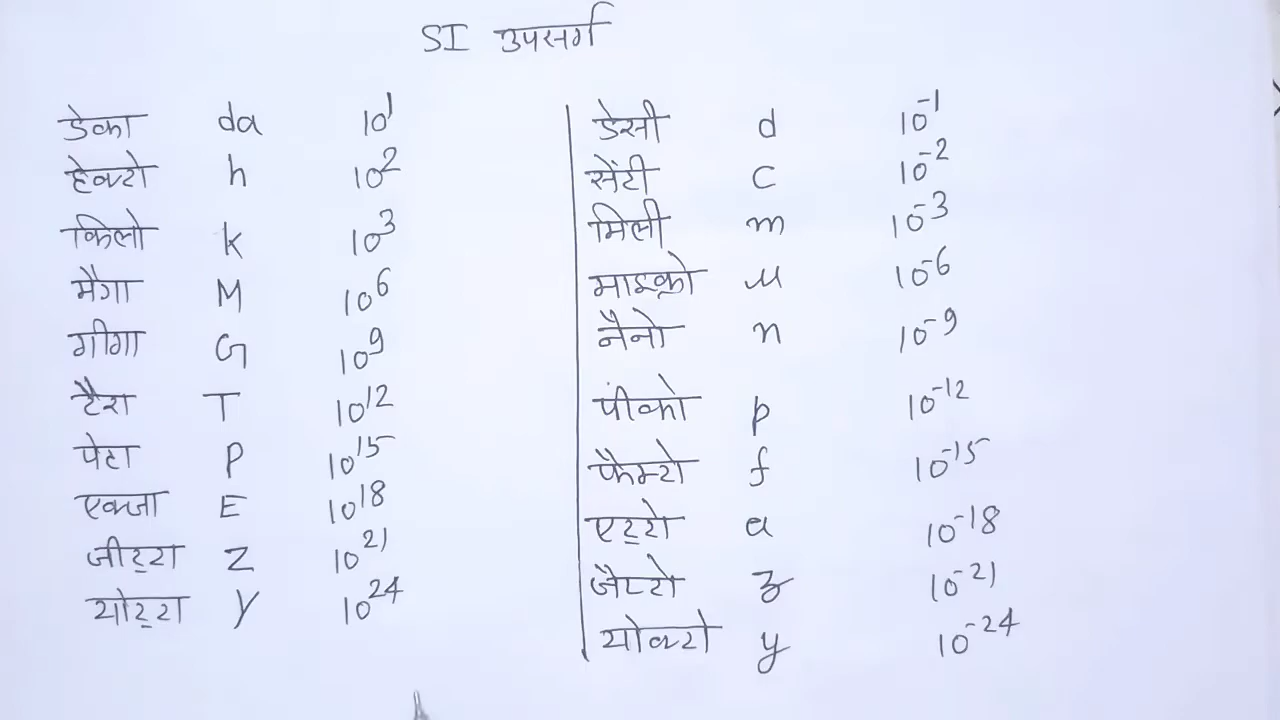 SI उपसर्ग
डेका da 10¹
हेक्टो h 10²
किलो k 10³
मैगा M 10⁶
गीगा G 10⁹
टैरा T 10¹²
पेटा P 10¹⁵
एक्जा E 10¹⁸
जीट्टा Z 10²¹
योट्टा Y 10²⁴
डेसी d 10⁻¹
सेंटी c 10⁻²
मिली m 10⁻³
माइक्रो μ 10⁻⁶
नैनो n 10⁻⁹
पीको p 10⁻¹²
फैम्टो f 10⁻¹⁵
एट्टो a 10⁻¹⁸
जैप्टो z 10⁻²¹
योक्टो y 10⁻²⁴